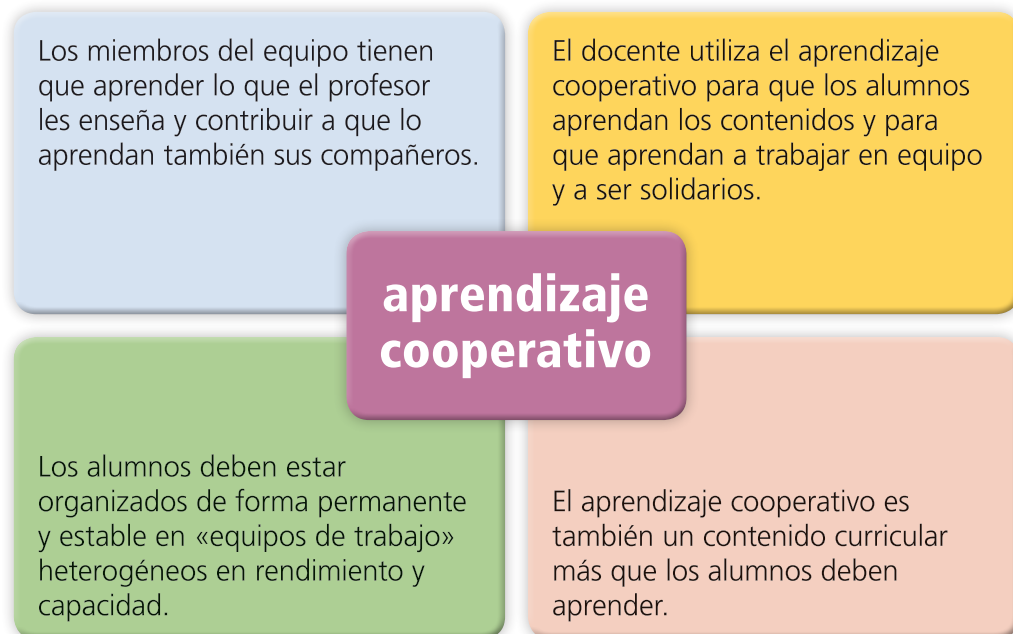 Los miembros del equipo tienen
que aprender lo que el profesor
les enseña y contribuir a que lo
aprendan también sus compañeros.
El docente utiliza el aprendizaje
cooperativo para que los alumnos
aprendan los contenidos y para
que aprendan a trabajar en equipo
y a ser solidarios.
aprendizaje
cooperativo
Los alumnos deben estar
organizados de forma permanente
y estable en «equipos de trabajo»
heterogéneos en rendimiento y
capacidad.
El aprendizaje cooperativo es
también un contenido curricular
más que los alumnos deben
aprender.